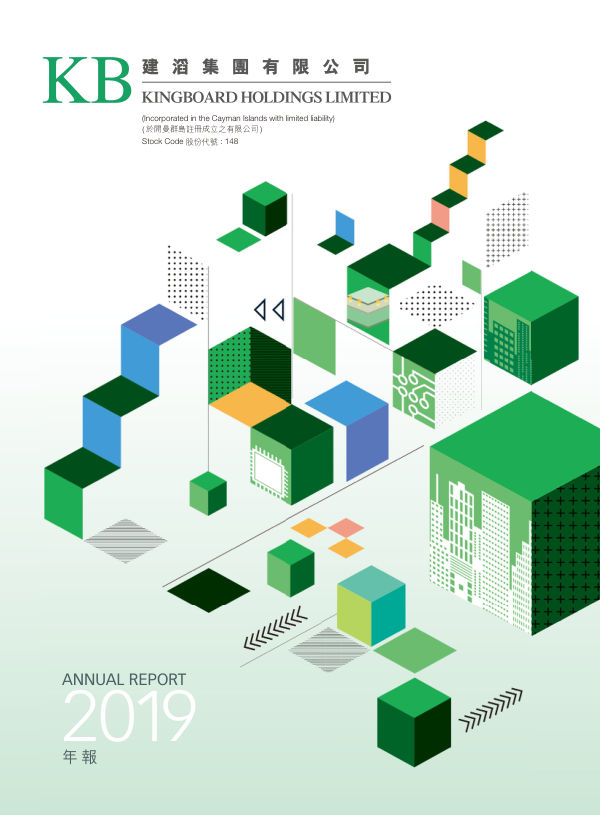 KB
建滔集團有限公司
KINGBOARD HOLDINGS LIMITED
(Incorporated in the Cayman Islands with limited liability)
(於開曼群島註冊成立之有限公司)
Stock Code 股份代號 : 148
ANNUAL REPORT
2019
年報